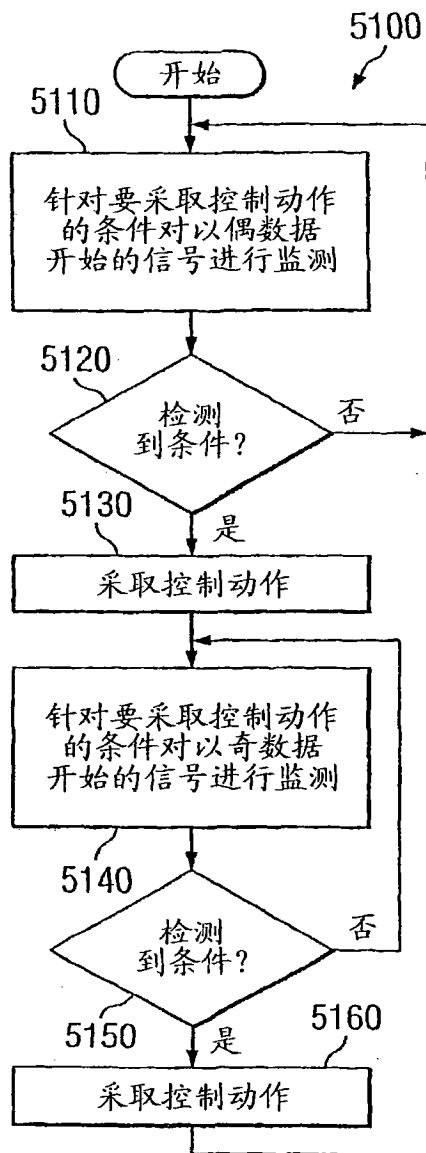 5100
开始
5110
针对要采取控制动作
的条件对以偶数据
开始的信号进行监测
5120
检测
到条件?
否
5130
是
采取控制动作
针对要采取控制动作
的条件对以奇数据
开始的信号进行监测
5140
检测
到条件?
否
5150
是
5160
采取控制动作